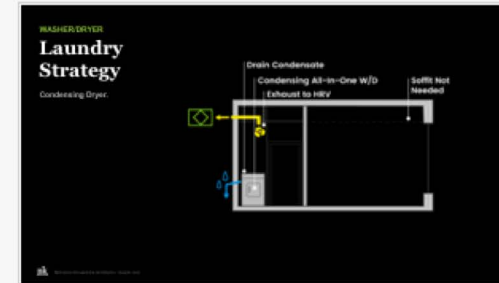 WASHER/DRYER
Laundry
Strategy
Condensing Dryer.
Drain Condensate
Condensing All-In-One W/D
Exhaust to HRV
Soffit Not
Needed